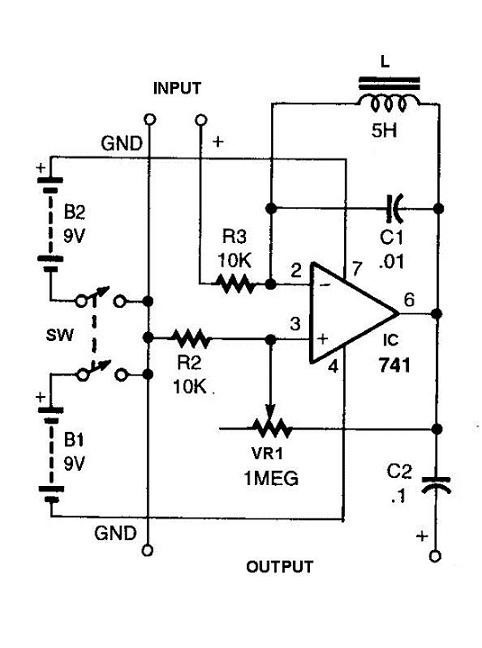 L
5H
INPUT
GND
+
+
B2
9V
C1
.01
R3
10K
2
-
7
6
SW
3
+
IC
741
R2
10K
4
+
B1
9V
VR1
1MEG
C2
.1
+
GND
OUTPUT